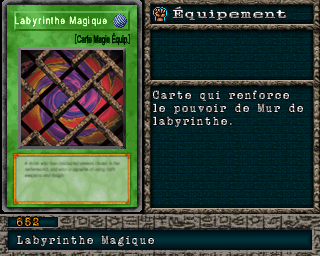 Labyrinthe Magique
[Carte Magie Équip.]
Équipement
Carte qui renforce
le pouvoir de Mur de
labyrinthe.
652
Labyrinthe Magique